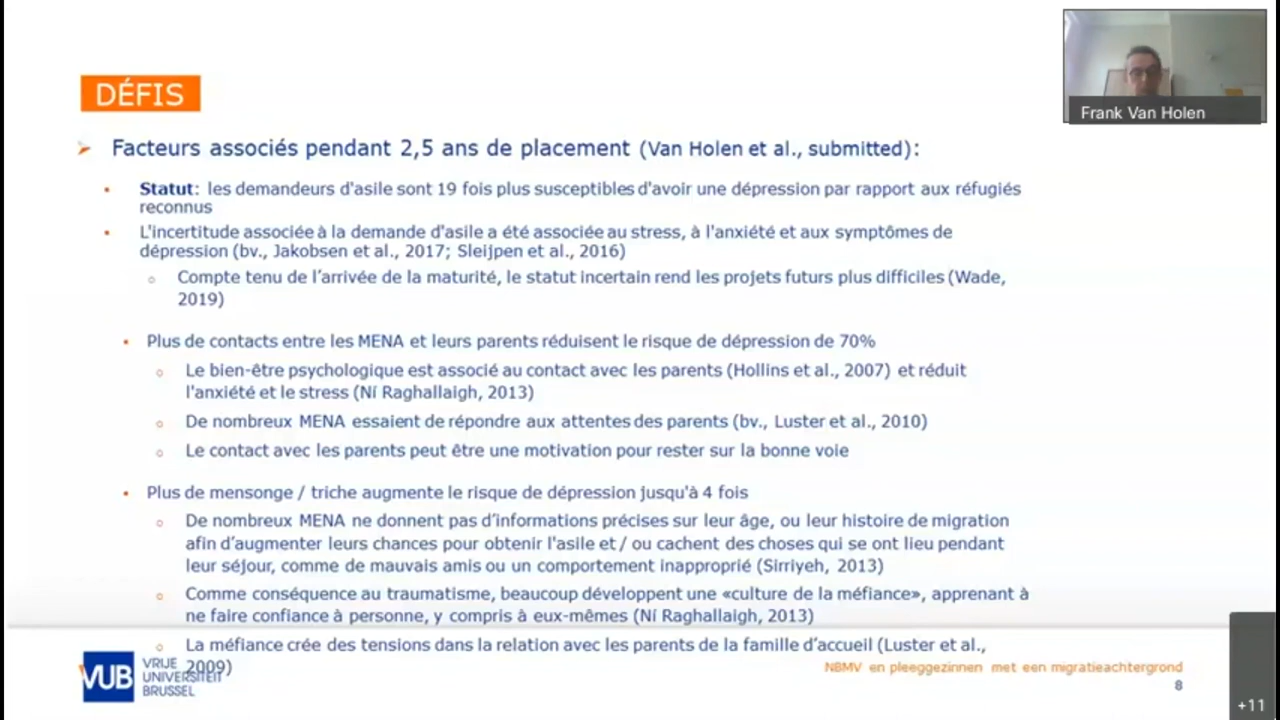 Frank Van Holen
DÉFIS
Facteurs associés pendant 2,5 ans de placement (Van Holen et al., submitted):
Statut: les demandeurs d'asile sont 19 fois plus susceptibles d'avoir une dépression par rapport aux réfugiés
reconnus
L'incertitude associée à la demande d'asile a été associée au stress, à l'anxiété et aux symptômes de
dépression (bv., Jakobsen et al., 2017; Sleijpen et al., 2016)
Compte tenu de l’arrivée de la maturité, le statut incertain rend les projets futurs plus difficiles (Wade,
2019)
Plus de contacts entre les MENA et leurs parents réduisent le risque de dépression de 70%
Le bien-être psychologique est associé au contact avec les parents (Hollins et al., 2007) et réduit
l'anxiété et le stress (Ní Raghallaigh, 2013)
De nombreux MENA essaient de répondre aux attentes des parents (bv., Luster et al., 2010)
Le contact avec les parents peut être une motivation pour rester sur la bonne voie
Plus de mensonge / triche augmente le risque de dépression jusqu'à 4 fois
De nombreux MENA ne donnent pas d’informations précises sur leur âge, ou leur histoire de migration
afin d’augmenter leurs chances pour obtenir l'asile et / ou cachent des choses qui se ont lieu pendant
leur séjour, comme de mauvais amis ou un comportement inapproprié (Sirriyeh, 2013)
Comme conséquence au traumatisme, beaucoup développent une «culture de la méfiance», apprenant à
ne faire confiance à personne, y compris à eux-mêmes (Ní Raghallaigh, 2013)
La méfiance crée des tensions dans la relation avec les parents de la famille d’accueil (Luster et al.,
2009)
VUB
VRIJE
UNIVERSITEIT
BRUSSEL
NBMV en pleeggezinnen met een migratieachtergrond
8
+11